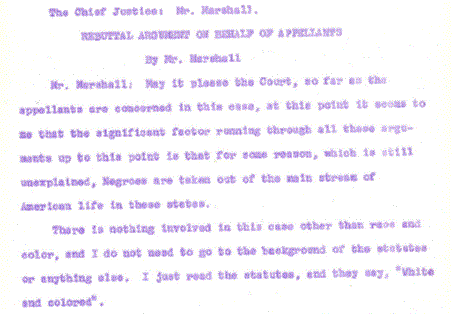 The Chief Justice: Mr. Marshall.
REBUTTAL ARGUMENT ON BEHALF OF APPELLANTS
By Mr. Marshall
Mr. Marshall: May it please the Court, so far as the
appellants are concerned in this case, at this point it seems to
me that the significant factor running through all these argu-
ments up to this point is that for some reason, which is still
unexplained, Negroes are taken out of the main stream of
American life in these states.
There is nothing involved in this case other than race and
color, and I do not need to go to the background of the statutes
or anything else. I just read the statutes, and they say, "White
and colored".